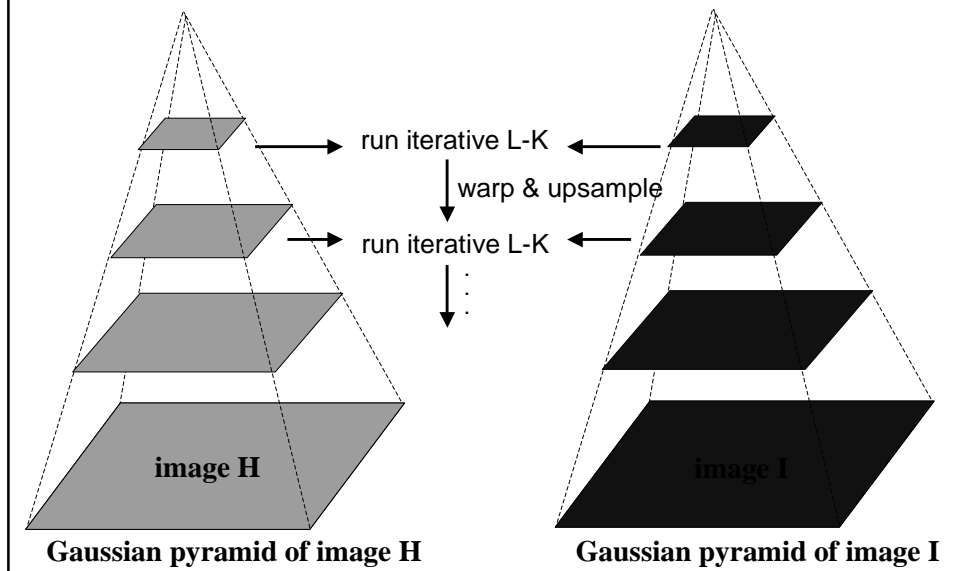 run iterative L-K
warp & upsample
run iterative L-K
.
.
.
image H
image I
Gaussian pyramid of image H
Gaussian pyramid of image I